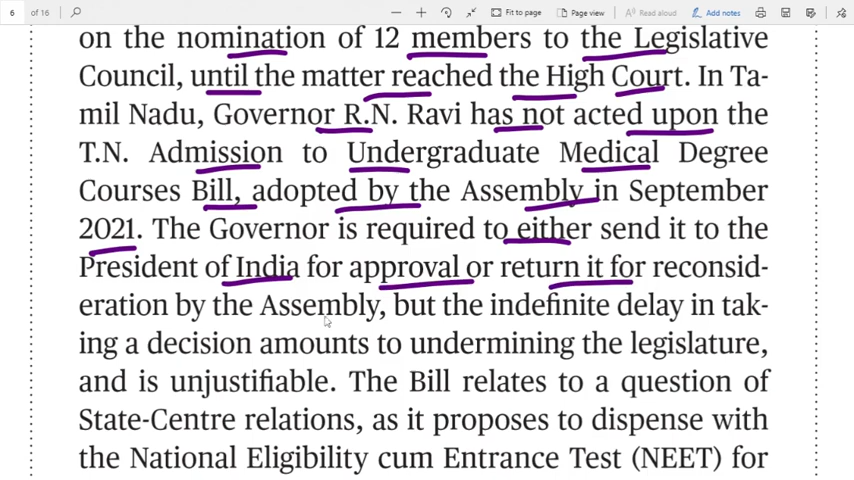 6 of 16 Fit to page Page view Read aloud Add notes
on the nomination of 12 members to the Legislative
Council, until the matter reached the High Court. In Ta-
mil Nadu, Governor R.N. Ravi has not acted upon the
T.N. Admission to Undergraduate Medical Degree
Courses Bill, adopted by the Assembly in September
2021. The Governor is required to either send it to the
President of India for approval or return it for reconsid-
eration by the Assembly, but the indefinite delay in tak-
ing a decision amounts to undermining the legislature,
and is unjustifiable. The Bill relates to a question of
State-Centre relations, as it proposes to dispense with
the National Eligibility cum Entrance Test (NEET) for